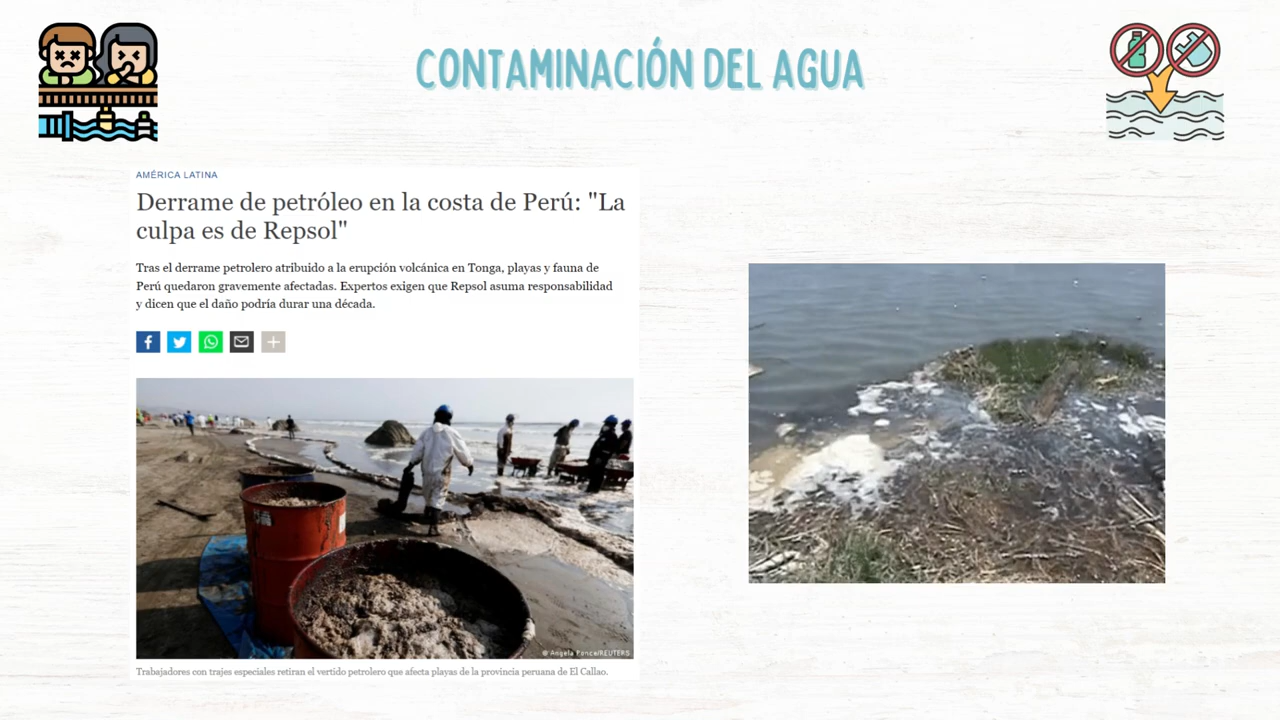 CONTAMINACIÓN DEL AGUA
AMÉRICA LATINA
Derrame de petróleo en la costa de Perú: "La
culpa es de Repsol"
Tras el derrame petrolero atribuido a la erupción volcánica en Tonga, playas y fauna de
Perú quedaron gravemente afectadas. Expertos exigen que Repsol asuma responsabilidad
y dicen que el daño podría durar una década.
© Angela Ponce/REUTERS
Trabajadores con trajes especiales retiran el vertido petrolero que afecta playas de la provincia peruana de El Callao.